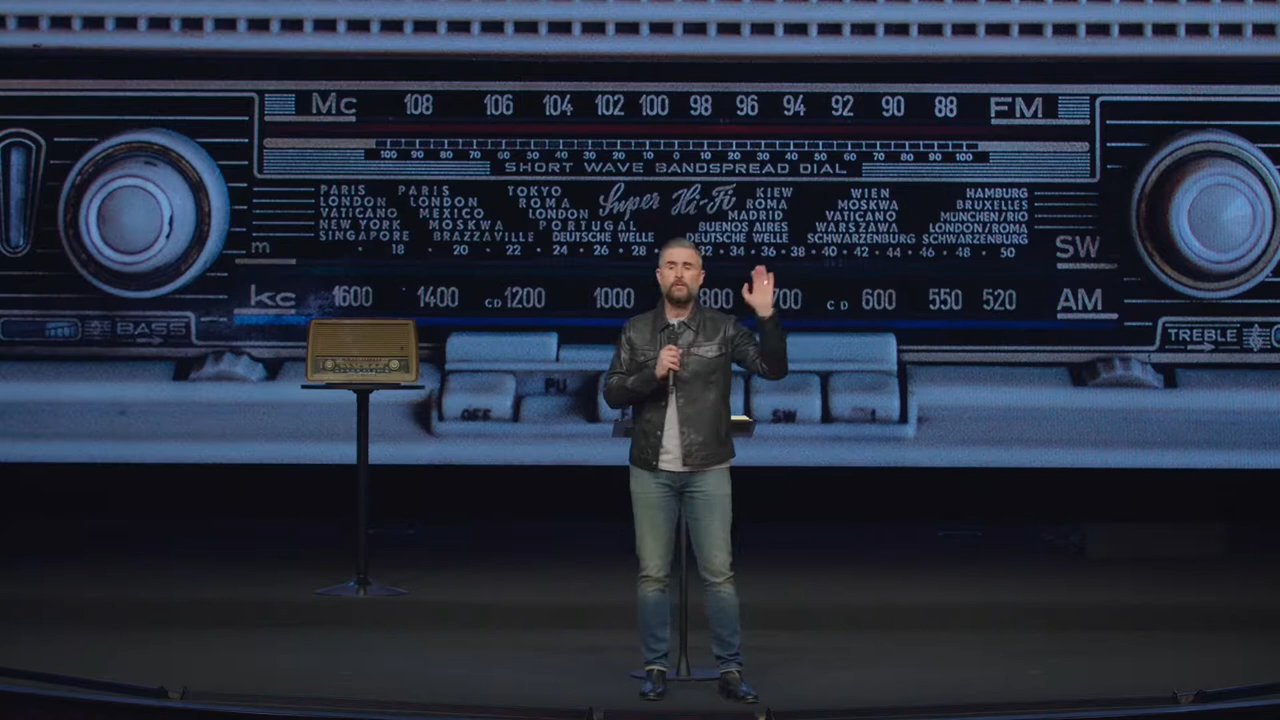 Mc 108 106 104 102 100 98 96 94 92 90 88 FM
100 90 80 70 60 50 40 30 20 10 0 10 20 30 40 50 60 70 80 90 100
SHORT WAVE BANDSPREAD DIAL
PARIS PARIS TOKYO Super Hi-Fi KIEW WIEN HAMBURG
LONDON LONDON ROMA ROMA MOSKWA BRUXELLES
VATICANO MEXICO LONDON MADRID VATICANO MUNCHEN/RIO
NEW YORK MOSKWA PORTUGAL BUENOS AIRES WARSZAWA LONDON/ROMA
SINGAPORE BRAZZAVILLE DEUTSCHE WELLE DEUTSCHE WELLE SCHWARZENBURG SCHWARZENBURG
m 18 20 22 24 26 28 32 34 36 38 40 42 44 46 48 50 SW
kc 1600 1400 CD 1200 1000 800 700 CD 600 550 520 AM
BASS TREBLE
PU
OFF SW